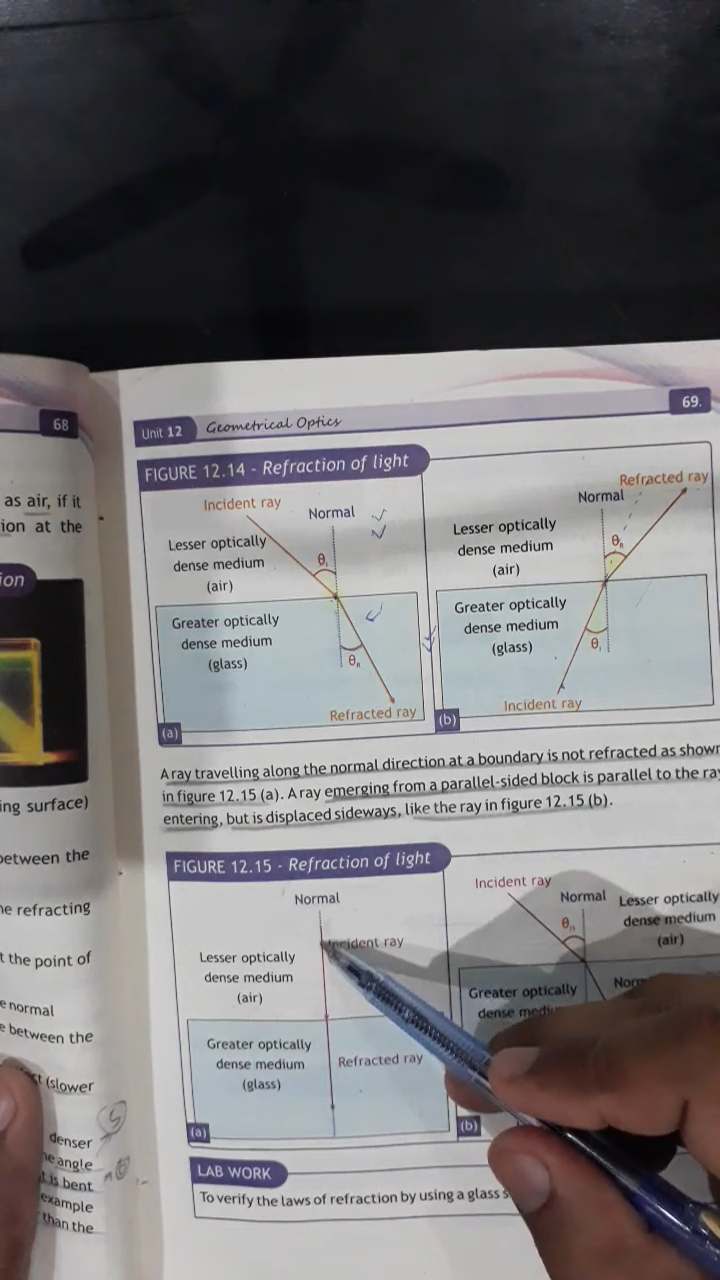 68
as air, if it
ion at the
ion
ing surface)
between the
he refracting
t the point of
e normal
e between the
(slower
denser
he angle
t is bent
example
than the
Unit 12 Geometrical Optics 69.
FIGURE 12.14 - Refraction of light
Incident ray
Normal
Lesser optically
dense medium
(air)
θi
Greater optically
dense medium
(glass)
θR
Refracted ray
(a)
Refracted ray
Normal
Lesser optically
dense medium
(air)
θR
Greater optically
dense medium
(glass)
θi
Incident ray
(b)
A ray travelling along the normal direction at a boundary is not refracted as shown
in figure 12.15 (a). A ray emerging from a parallel-sided block is parallel to the ray
entering, but is displaced sideways, like the ray in figure 12.15 (b).
FIGURE 12.15 - Refraction of light
Normal
Incident ray
Lesser optically
dense medium
(air)
Greater optically
dense medium
(glass)
Refracted ray
(a)
Incident ray
Normal
Lesser optically
dense medium
(air)
Greater optically
dense
(b)
LAB WORK
To verify the laws of refraction by using a glass